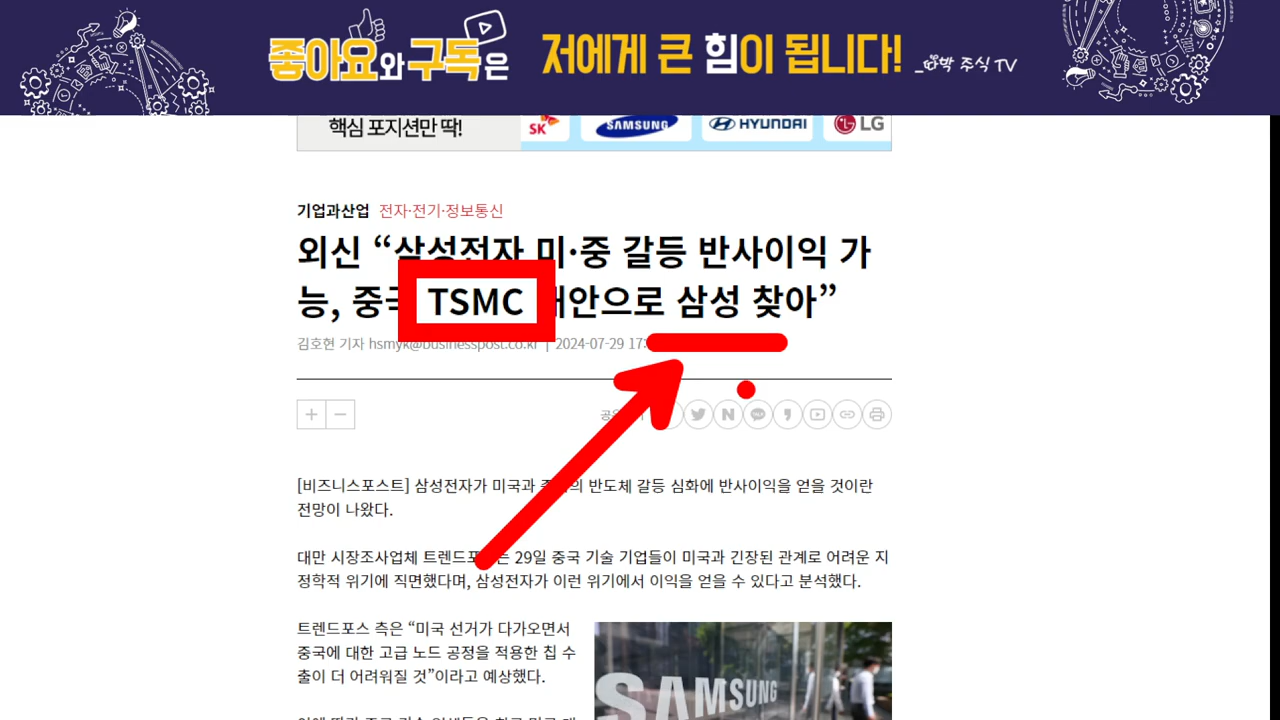 좋아요와 구독은 저에게 큰 힘이 됩니다! 주식 TV
핵심 포지션만 딱! SK SAMSUNG HYUNDAI LG
기업과산업 전자·전기·정보통신
외신 “삼성전자 미·중 갈등 반사이익 가
능, 중국 TSMC 대안으로 삼성 찾아”
김호현 기자 hsmyk@businesspost.co.kr | 2024-07-29 17:
[비즈니스포스트] 삼성전자가 미국과 중국의 반도체 갈등 심화에 반사이익을 얻을 것이란
전망이 나왔다.
대만 시장조사업체 트렌드포스는 29일 중국 기술 기업들이 미국과 긴장된 관계로 어려운 지
정학적 위기에 직면했다며, 삼성전자가 이런 위기에서 이익을 얻을 수 있다고 분석했다.
트렌드포스 측은 “미국 선거가 다가오면서
중국에 대한 고급 노드 공정을 적용한 칩 수
출이 더 어려워질 것”이라고 예상했다.
SAMSUNG